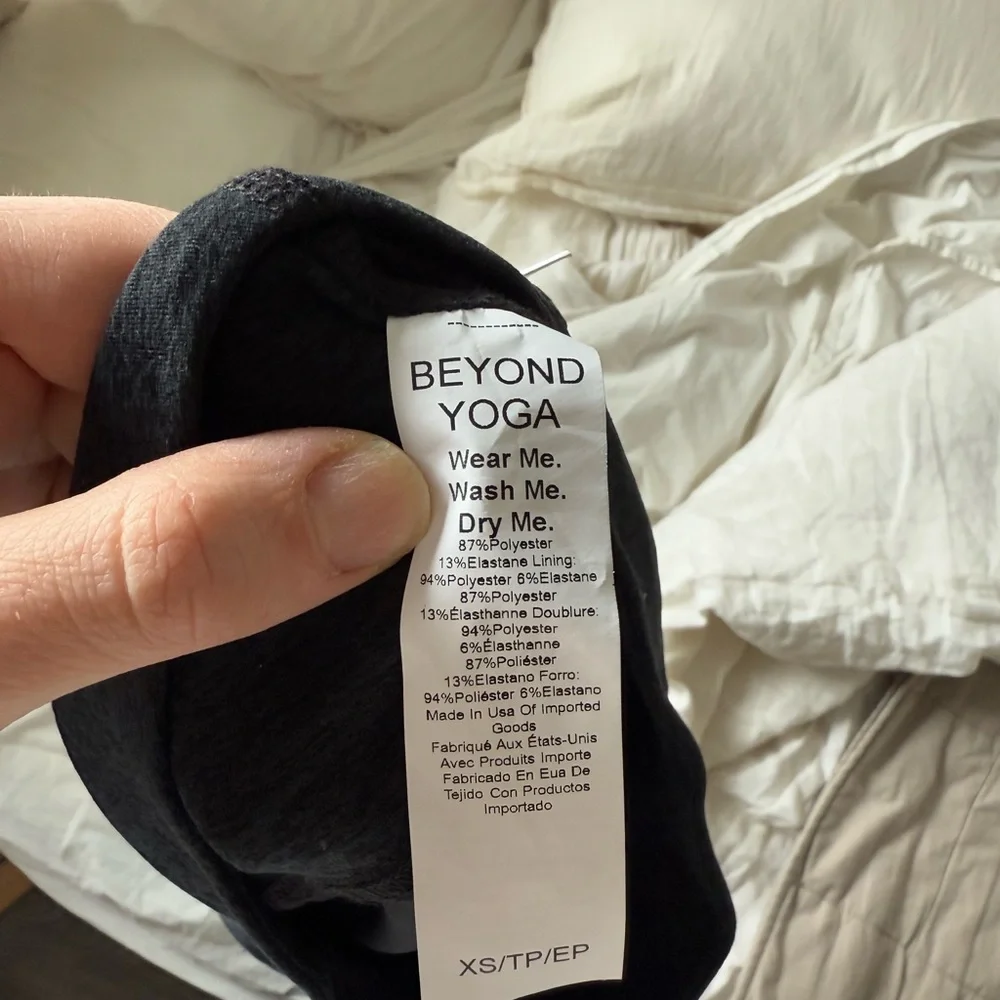 BEYOND
YOGA
Wear Me.
Wash Me.
Dry Me.
87%Polyester
13%Elastane Lining:
94%Polyester 6%Elastane
87%Polyester
13%Élasthanne Doublure:
94%Polyester
6%Élasthanne
87%Poliéster
13%Elastano Forro:
94%Poliéster 6%Elastano
Made In Usa Of Imported
Goods
Fabriqué Aux États-Unis
Avec Produits Importe
Fabricado En Eua De
Tejido Con Productos
Importado
XS/TP/EP